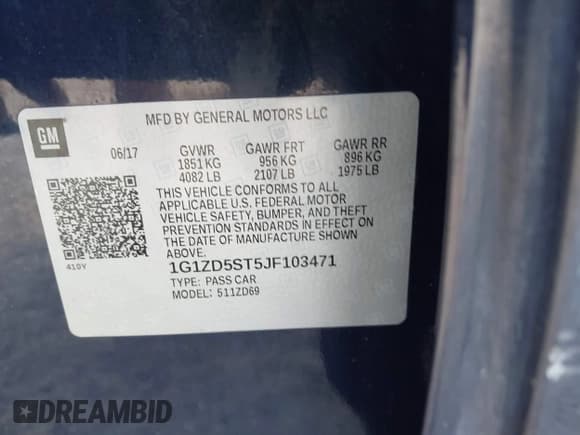 MFD BY GENERAL MOTORS LLC
GM
06/17 GVWR GAWR FRT GAWR RR
1851 KG 956 KG 896 KG
4082 LB 2107 LB 1975 LB
THIS VEHICLE CONFORMS TO ALL
APPLICABLE U.S. FEDERAL MOTOR
VEHICLE SAFETY, BUMPER, AND THEFT
PREVENTION STANDARDS IN EFFECT ON
THE DATE OF MANUFACTURE SHOWN
ABOVE.
410Y
1G1ZD5ST5JF103471
TYPE: PASS CAR
MODEL: 511ZD69
DREAMBID